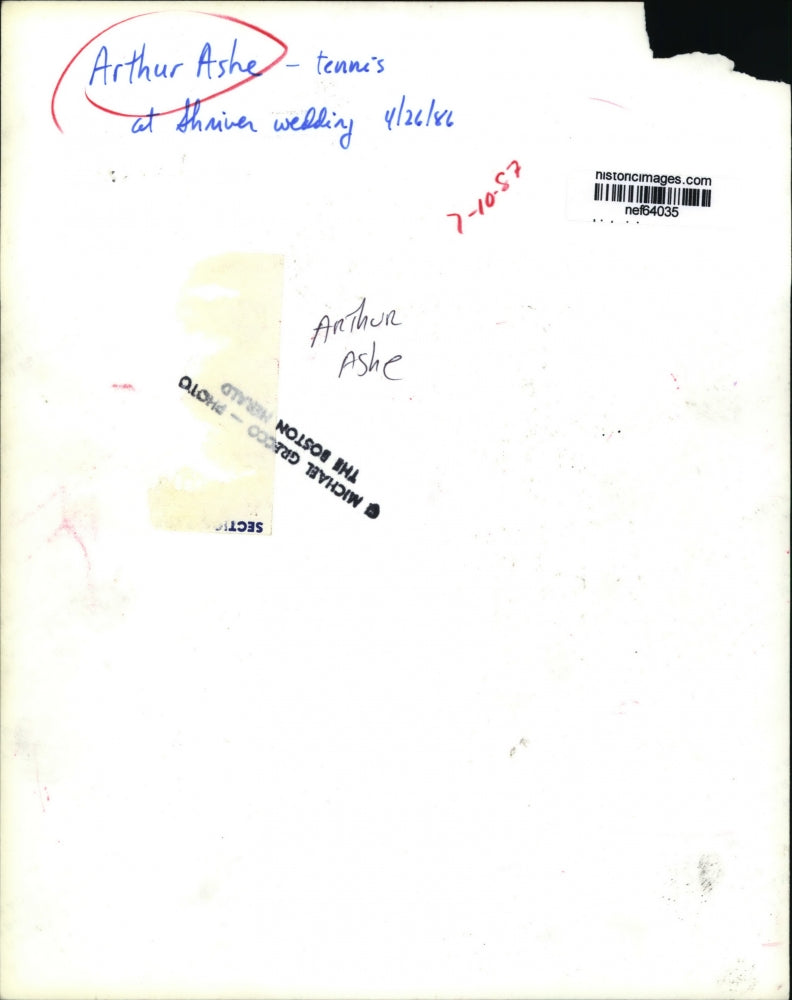 Arthur Ashe – tennis
at Shriver wedding 4/26/86
7-10-87
historicimages.com
nef64035
ARThUR
AShe
© MICHAEL GRECCO — PHOTO
THE BOSTON HERALD